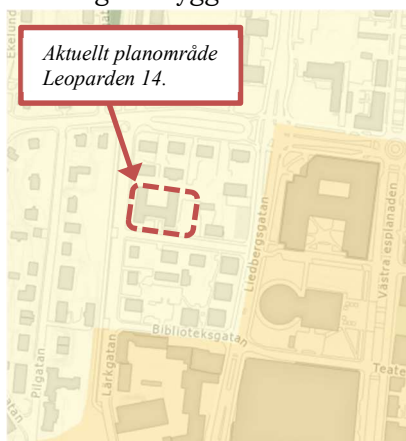 Aktuellt planområde
Leoparden 14.
Ekelund
Liedbergsgatan
Västra esplanaden
Biblioteksgatan
Teate
Pilgatan
Lärkgatan